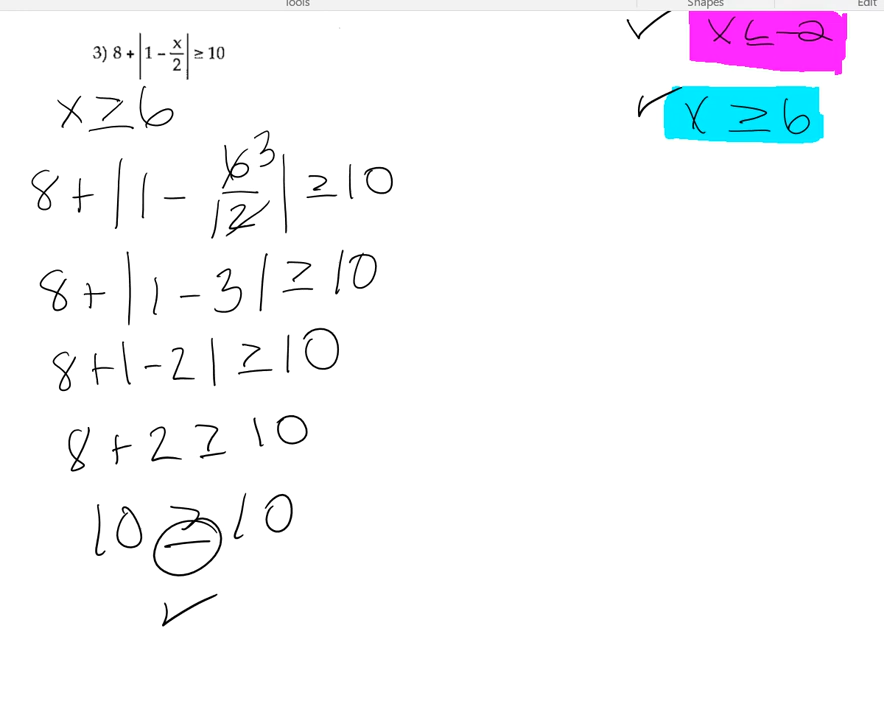 Tools
Shapes
Edit
x ≤ -2
3) 8 + |1 - x/2| ≥ 10
x ≥ 6
x ≥ 6
8 + |1 - 6/2| ≥ 10
3
1
8 + |1 - 3| ≥ 10
8 + |-2| ≥ 10
8 + 2 ≥ 10
10 ≥ 10